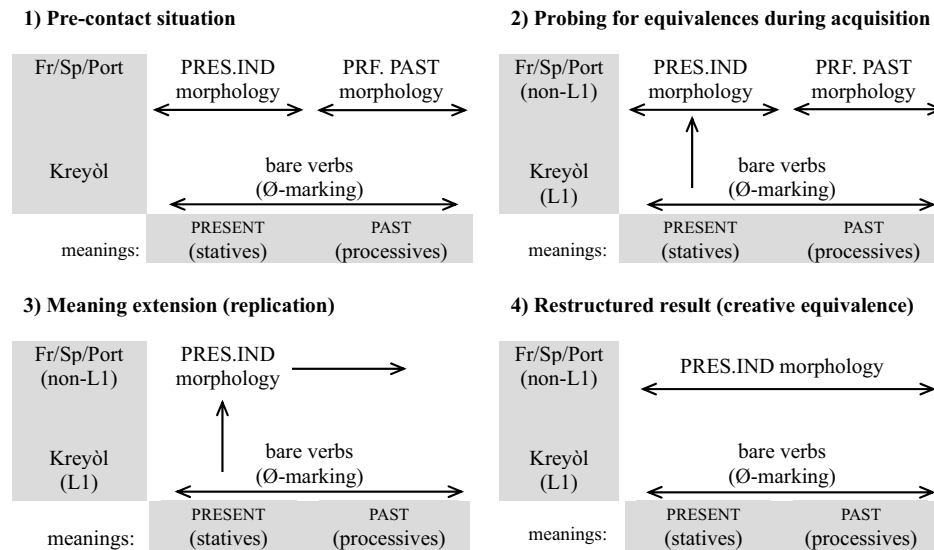 1) Pre-contact situation
Fr/Sp/Port
PRES.IND
morphology
PRF. PAST
morphology
Kreyòl
bare verbs
(Ø-marking)
meanings:
PRESENT
(statives)
PAST
(processives)
2) Probing for equivalences during acquisition
Fr/Sp/Port
(non-L1)
PRES.IND
morphology
PRF. PAST
morphology
Kreyòl
(L1)
bare verbs
(Ø-marking)
meanings:
PRESENT
(statives)
PAST
(processives)
3) Meaning extension (replication)
Fr/Sp/Port
(non-L1)
PRES.IND
morphology
Kreyòl
(L1)
bare verbs
(Ø-marking)
meanings:
PRESENT
(statives)
PAST
(processives)
4) Restructured result (creative equivalence)
Fr/Sp/Port
(non-L1)
PRES.IND morphology
Kreyòl
(L1)
bare verbs
(Ø-marking)
meanings:
PRESENT
(statives)
PAST
(processives)